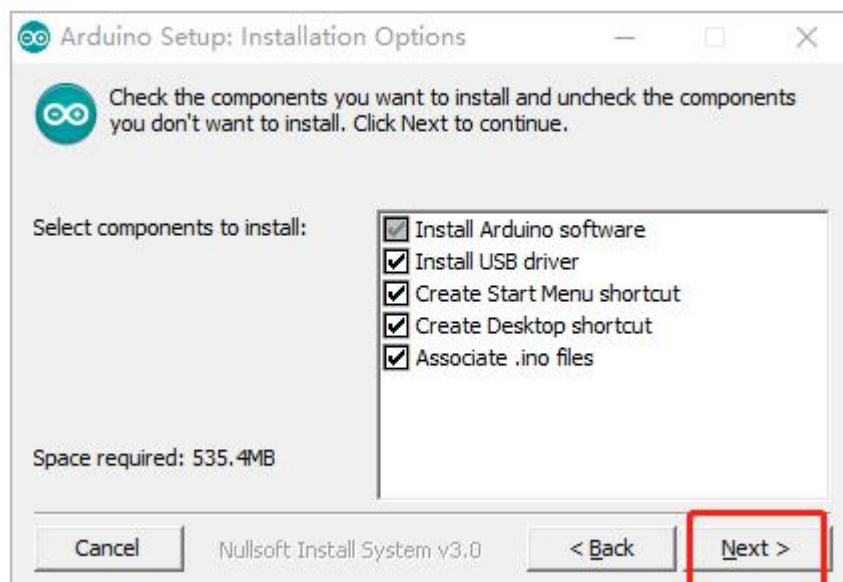 Arduino Setup: Installation Options
Check the components you want to install and uncheck the components
you don't want to install. Click Next to continue.
Select components to install:
Install Arduino software
Install USB driver
Create Start Menu shortcut
Create Desktop shortcut
Associate .ino files
Space required: 535.4MB
Cancel
Nullsoft Install System v3.0
< Back
Next >